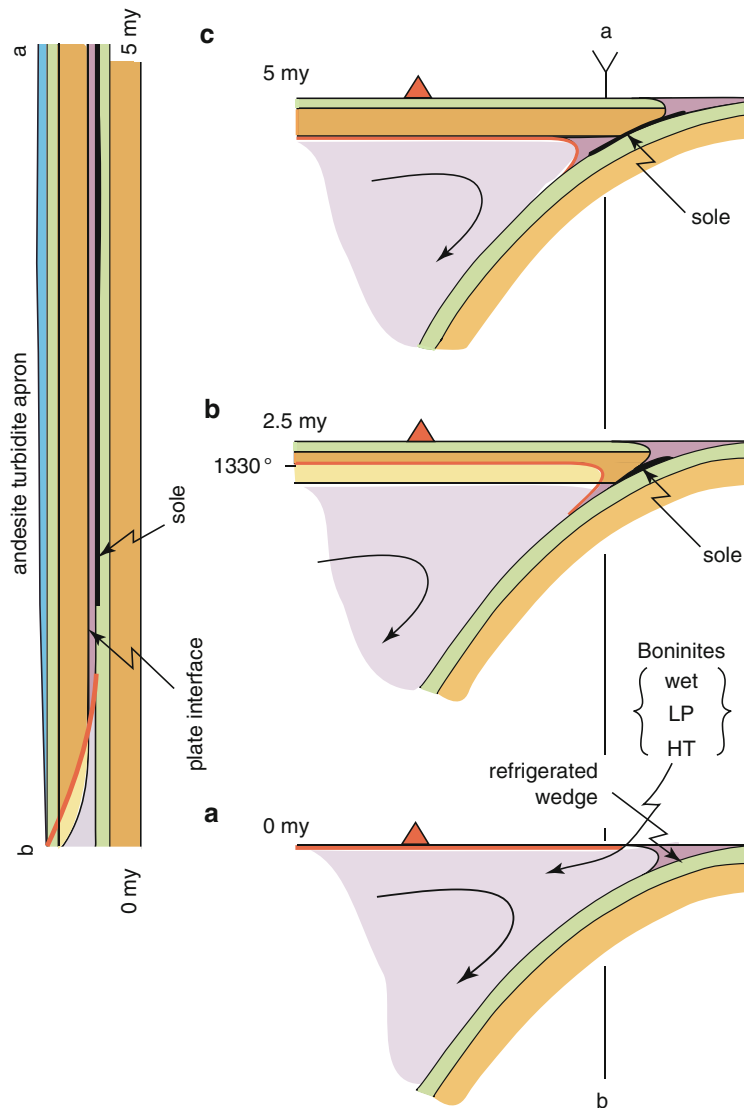 a
5 my
andesite turbidite apron
sole
plate interface
b
0 my
c
5 my
a
sole
b
2.5 my
1330°
sole
Boninites
wet
LP
HT
refrigerated
wedge
a
0 my
b